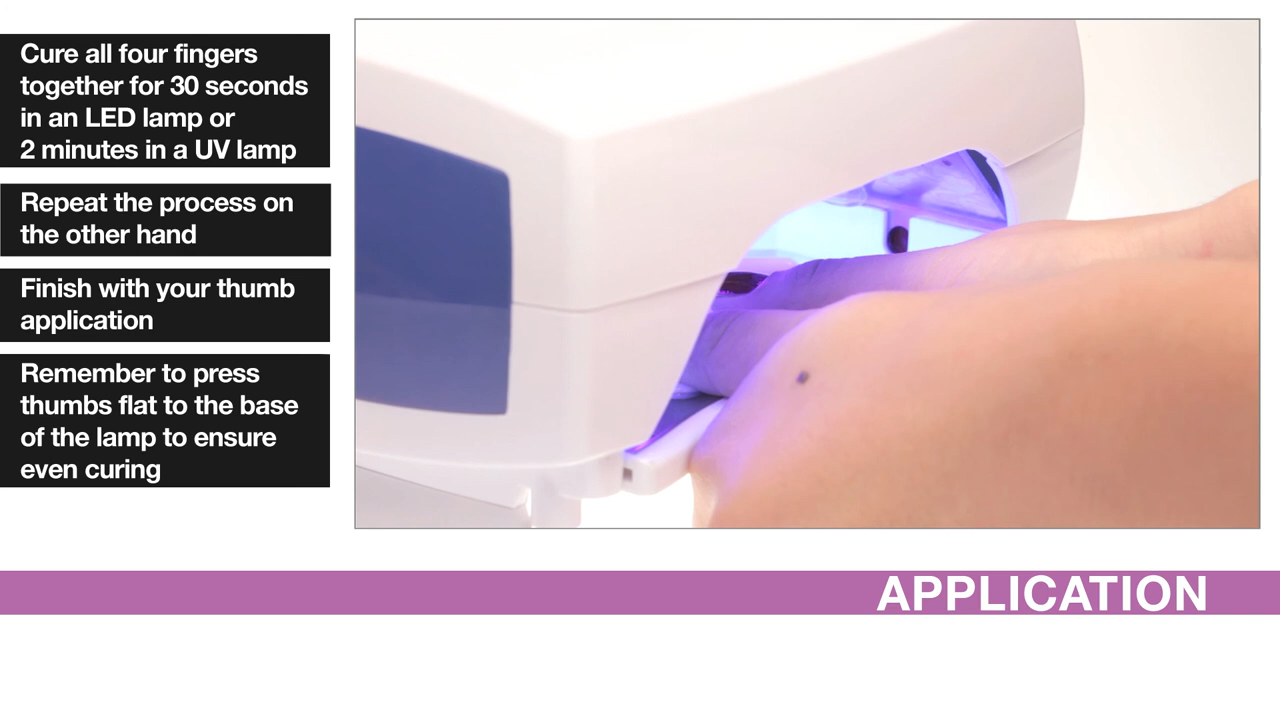 Cure all four fingers
together for 30 seconds
in an LED lamp or
2 minutes in a UV lamp
Repeat the process on
the other hand
Finish with your thumb
application
Remember to press
thumbs flat to the base
of the lamp to ensure
even curing
APPLICATION